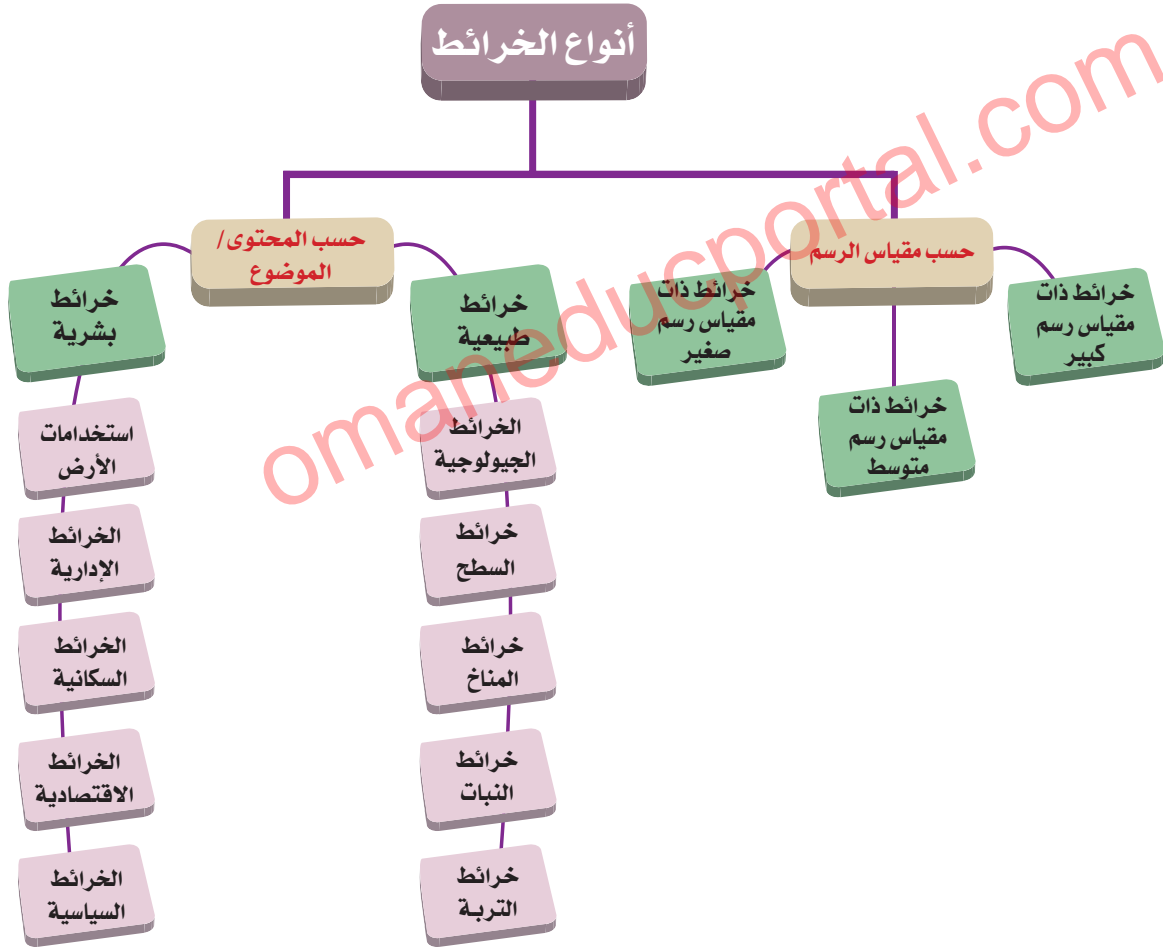 أنواع الخرائط
حسب مقياس الرسم
خرائط ذات
مقياس رسم
كبير
خرائط ذات
مقياس رسم
متوسط
خرائط ذات
مقياس رسم
صغير
حسب المحتوى/
الموضوع
خرائط
طبيعية
الخرائط
الجيولوجية
خرائط
السطح
خرائط
المناخ
خرائط
النبات
خرائط
التربة
خرائط
بشرية
استخدامات
الأرض
الخرائط
الإدارية
الخرائط
السكانية
الخرائط
الاقتصادية
الخرائط
السياسية
omaneducportal.com